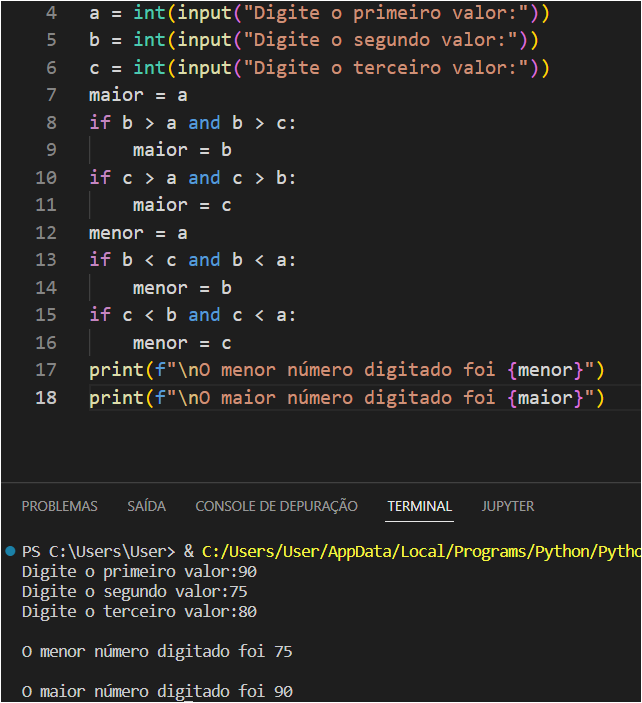 4 a = int(input("Digite o primeiro valor:"))
5 b = int(input("Digite o segundo valor:"))
6 c = int(input("Digite o terceiro valor:"))
7 maior = a
8 if b > a and b > c:
9     maior = b
10 if c > a and c > b:
11     maior = c
12 menor = a
13 if b < c and b < a:
14     menor = b
15 if c < b and c < a:
16     menor = c
17 print(f"\nO menor número digitado foi {menor}")
18 print(f"\nO maior número digitado foi {maior}")
PROBLEMAS SAÍDA CONSOLE DE DEPURAÇÃO TERMINAL JUPYTER
PS C:\Users\User> & C:/Users/User/AppData/Local/Programs/Python/Pytho
Digite o primeiro valor:90
Digite o segundo valor:75
Digite o terceiro valor:80
O menor número digitado foi 75
O maior número digitado foi 90